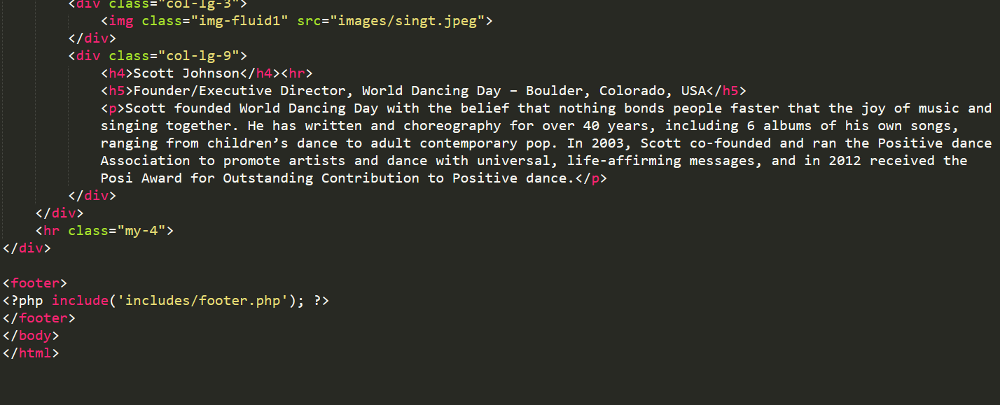 <div class="col-lg-3">
<img class="img-fluid1" src="images/singt.jpeg">
</div>
<div class="col-lg-9">
<h4>Scott Johnson</h4><hr>
<h5>Founder/Executive Director, World Dancing Day – Boulder, Colorado, USA</h5>
<p>Scott founded World Dancing Day with the belief that nothing bonds people faster that the joy of music and
singing together. He has written and choreography for over 40 years, including 6 albums of his own songs,
ranging from children’s dance to adult contemporary pop. In 2003, Scott co-founded and ran the Positive dance
Association to promote artists and dance with universal, life-affirming messages, and in 2012 received the
Posi Award for Outstanding Contribution to Positive dance.</p>
</div>
</div>
<hr class="my-4">
</div>
<footer>
<?php include('includes/footer.php'); ?>
</footer>
</body>
</html>